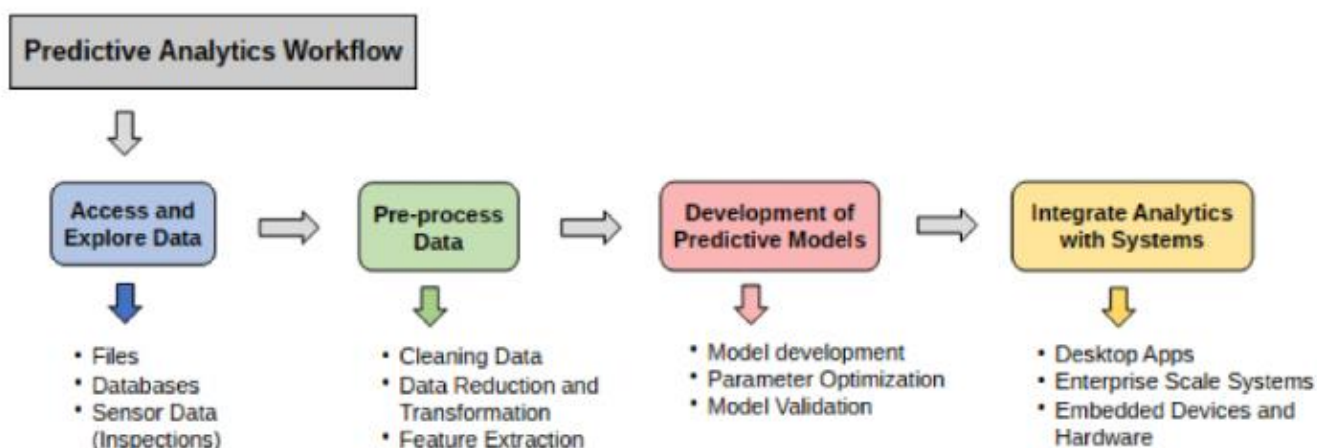 Predictive Analytics Workflow
Access and
Explore Data
Pre-process
Data
Development of
Predictive Models
Integrate Analytics
with Systems
• Files
• Databases
• Sensor Data
(Inspections)
• Cleaning Data
• Data Reduction and
Transformation
• Feature Extraction
• Model development
• Parameter Optimization
• Model Validation
• Desktop Apps
• Enterprise Scale Systems
• Embedded Devices and
Hardware